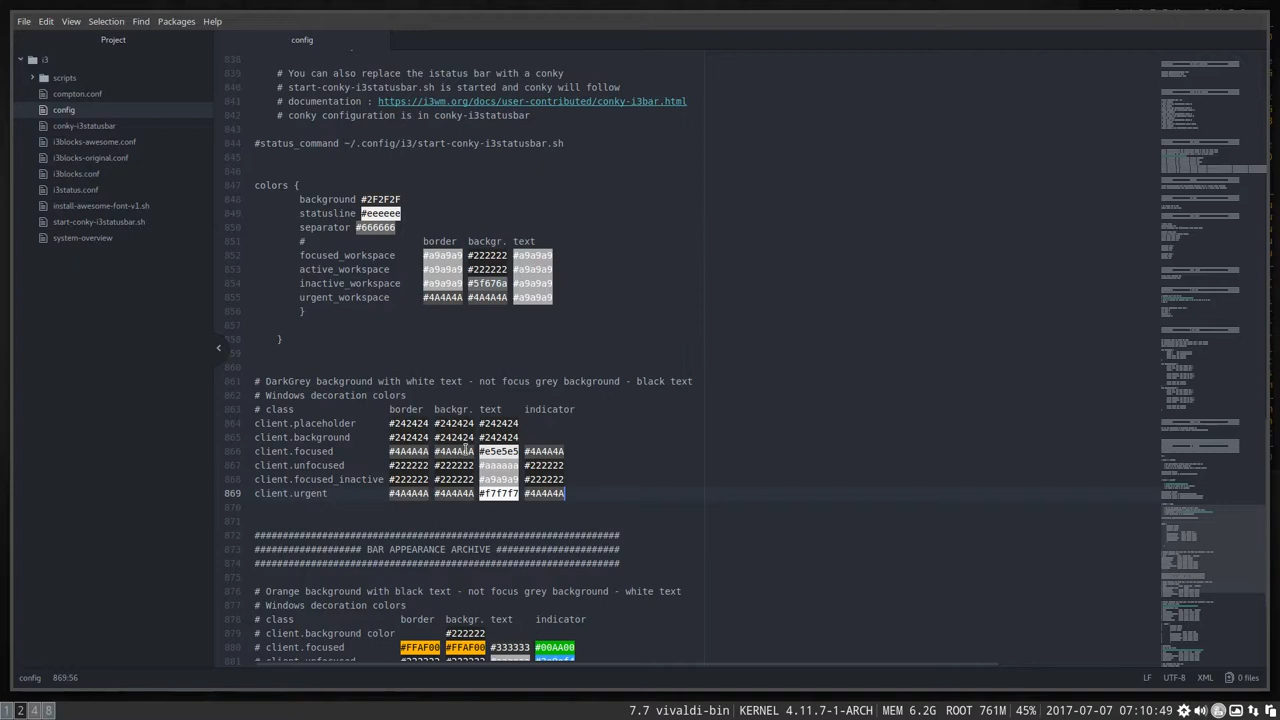 File Edit View Selection Find Packages Help
Project
config
i3
scripts
compton.conf
config
conky-i3statusbar
i3blocks-awesome.conf
i3blocks-original.conf
i3blocks.conf
i3status.conf
install-awesome-font-v1.sh
start-conky-i3statusbar.sh
system-overview
838
839 # You can also replace the istatus bar with a conky
840 # start-conky-i3statusbar.sh is started and conky will follow
841 # documentation : https://i3wm.org/docs/user-contributed/conky-i3bar.html
842 # conky configuration is in conky-i3statusbar
843
844 #status_command ~/.config/i3/start-conky-i3statusbar.sh
845
846
847 colors {
848 background #2F2F2F
849 statusline #eeeeee
850 separator #666666
851 # border backgr. text
852 focused_workspace #a9a9a9 #222222 #a9a9a9
853 active_workspace #a9a9a9 #222222 #a9a9a9
854 inactive_workspace #a9a9a9 #5f676a #a9a9a9
855 urgent_workspace #4A4A4A #4A4A4A #a9a9a9
856 }
857
858 }
859
860
861 # DarkGrey background with white text - not focus grey background - black text
862 # Windows decoration colors
863 # class border backgr. text indicator
864 client.placeholder #242424 #242424 #242424
865 client.background #242424 #242424 #242424
866 client.focused #4A4A4A #4A4A4A #e5e5e5 #4A4A4A
867 client.unfocused #222222 #222222 #aaaaaa #222222
868 client.focused_inactive #222222 #222222 #a9a9a9 #222222
869 client.urgent #4A4A4A #4A4A4A #f7f7f7 #4A4A4A
870
871
872 #################################################################
873 ################### BAR APPEARANCE ARCHIVE ######################
874 #################################################################
875
876 # Orange background with black text - not focus grey background - white text
877 # Windows decoration colors
878 # class border backgr. text indicator
879 # client.background color #222222
880 # client.focused #FFAF00 #FFAF00 #333333 #00AA00
881 # client.unfocused
config 869:56
LF UTF-8 XML 0 files
1 2 4 8
7.7 vivaldi-bin KERNEL 4.11.7-1-ARCH MEM 6.2G ROOT 761M 45% 2017-07-07 07:10:49